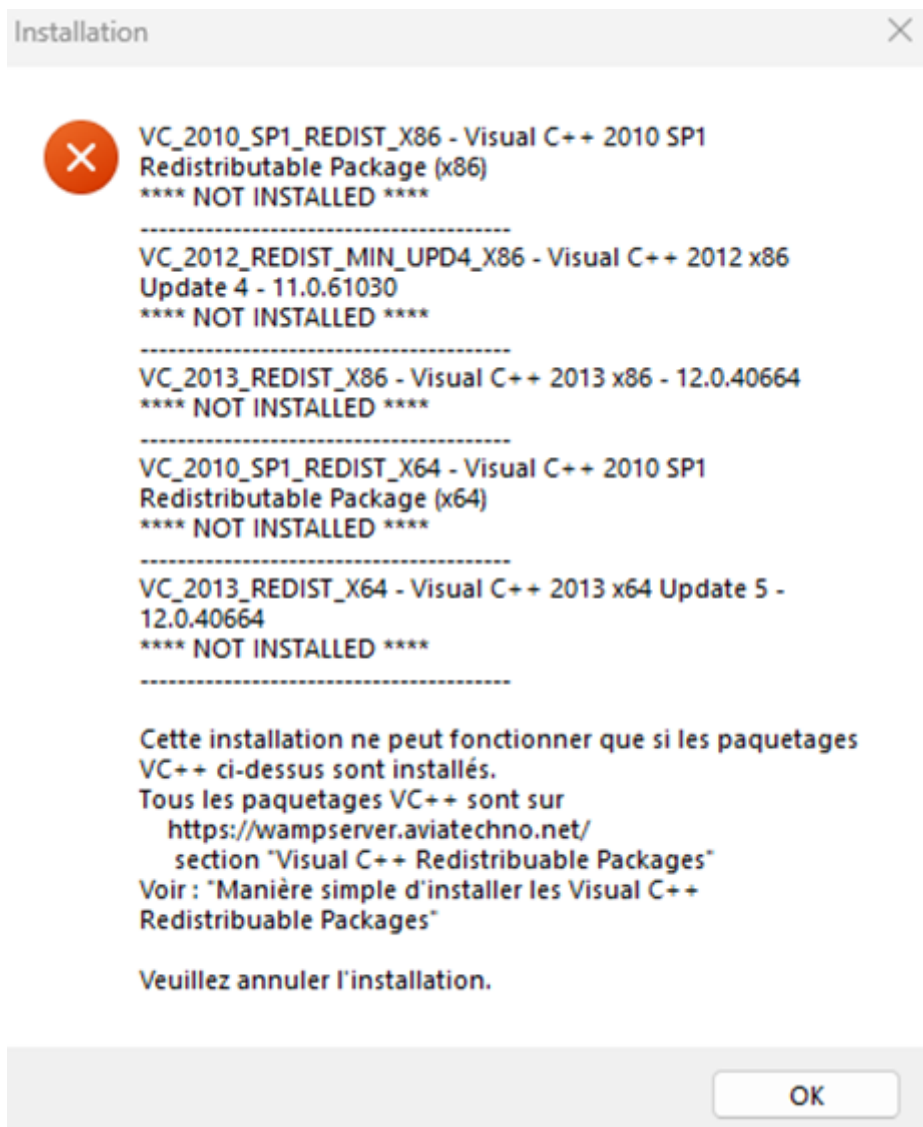 Installation
VC_2010_SP1_REDIST_X86 - Visual C++ 2010 SP1
Redistributable Package (x86)
**** NOT INSTALLED ****
----------------------------------------
VC_2012_REDIST_MIN_UPD4_X86 - Visual C++ 2012 x86
Update 4 - 11.0.61030
**** NOT INSTALLED ****
----------------------------------------
VC_2013_REDIST_X86 - Visual C++ 2013 x86 - 12.0.40664
**** NOT INSTALLED ****
----------------------------------------
VC_2010_SP1_REDIST_X64 - Visual C++ 2010 SP1
Redistributable Package (x64)
**** NOT INSTALLED ****
----------------------------------------
VC_2013_REDIST_X64 - Visual C++ 2013 x64 Update 5 -
12.0.40664
**** NOT INSTALLED ****
----------------------------------------
Cette installation ne peut fonctionner que si les paquetages
VC++ ci-dessus sont installés.
Tous les paquetages VC++ sont sur
https://wampserver.aviatechno.net/
section "Visual C++ Redistribuable Packages"
Voir : "Manière simple d'installer les Visual C++
Redistribuable Packages"
Veuillez annuler l'installation.
OK